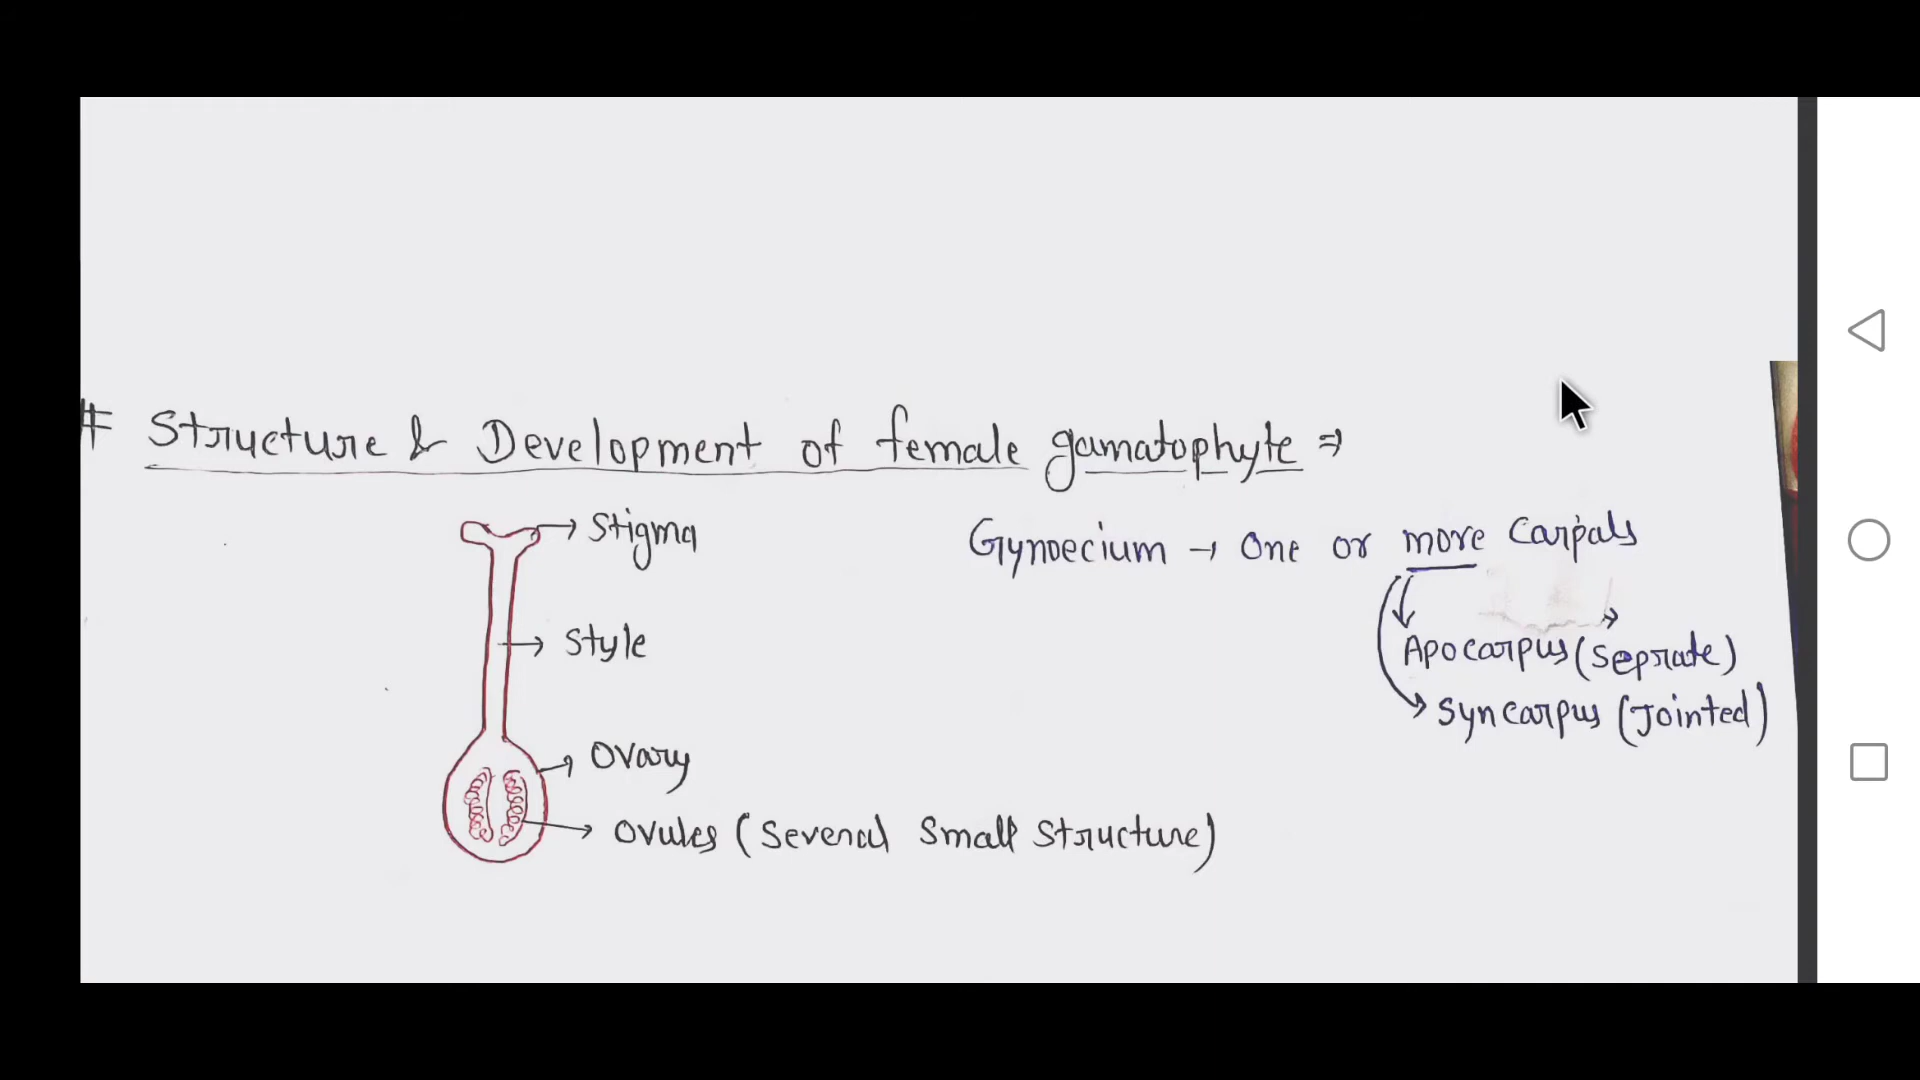 # Structure & Development of female gamatophyte ⇒
→ Stigma
Gynoecium → One or more Carpals
→ Style
Apocarpus (Seprate)
Syncarpus (Jointed)
→ Ovary
→ Ovules (Several Small Structure)